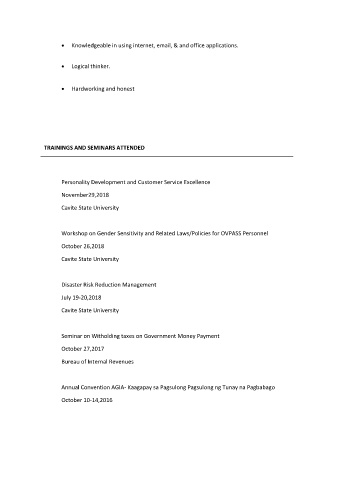 • Knowledgeable in using internet, email, & and office applications.
• Logical thinker.
• Hardworking and honest
TRAININGS AND SEMINARS ATTENDED
Personality Development and Customer Service Excellence
November29,2018
Cavite State University
Workshop on Gender Sensitivity and Related Laws/Policies for OVPASS Personnel
October 26,2018
Cavite State University
Disaster Risk Reduction Management
July 19-20,2018
Cavite State University
Seminar on Witholding taxes on Government Money Payment
October 27,2017
Bureau of Internal Revenues
Annual Convention AGIA- Kaagapay sa Pagsulong Pagsulong ng Tunay na Pagbabago
October 10-14,2016